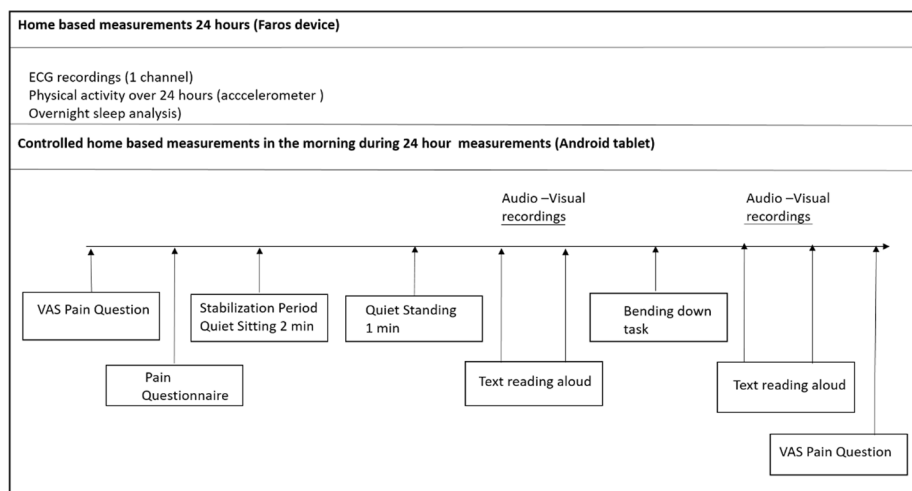 Home based measurements 24 hours (Faros device)
ECG recordings (1 channel)
Physical activity over 24 hours (acccelerometer )
Overnight sleep analysis)
Controlled home based measurements in the morning during 24 hour measurements (Android tablet)
Audio –Visual
recordings
Audio –Visual
recordings
VAS Pain Question
Pain
Questionnaire
Stabilization Period
Quiet Sitting 2 min
Quiet Standing
1 min
Text reading aloud
Bending down
task
Text reading aloud
VAS Pain Question